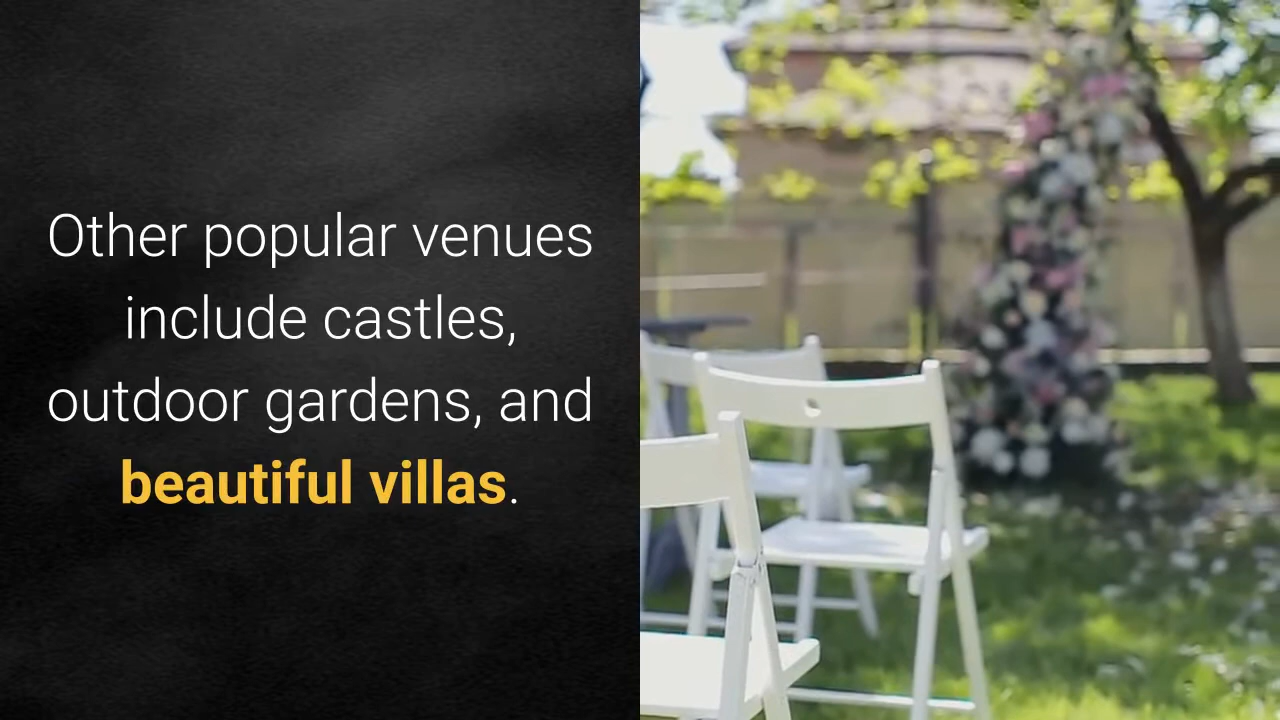 Other popular venues
include castles,
outdoor gardens, and
beautiful villas.